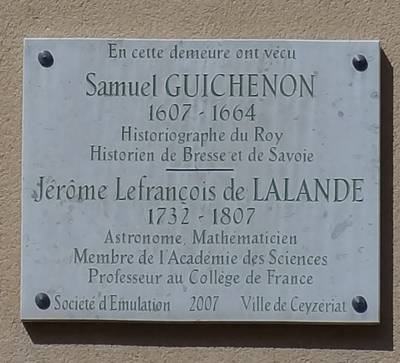 En cette demeure ont vécu
Samuel GUICHENON
1607 - 1664
Historiographe du Roy
Historien de Bresse et de Savoie
Jérôme Lefrançois de LALANDE
1732 - 1807
Astronome, Mathématicien
Membre de l'Académie des Sciences
Professeur au Collège de France
Société d'Emulation 2007 Ville de Ceyzériat